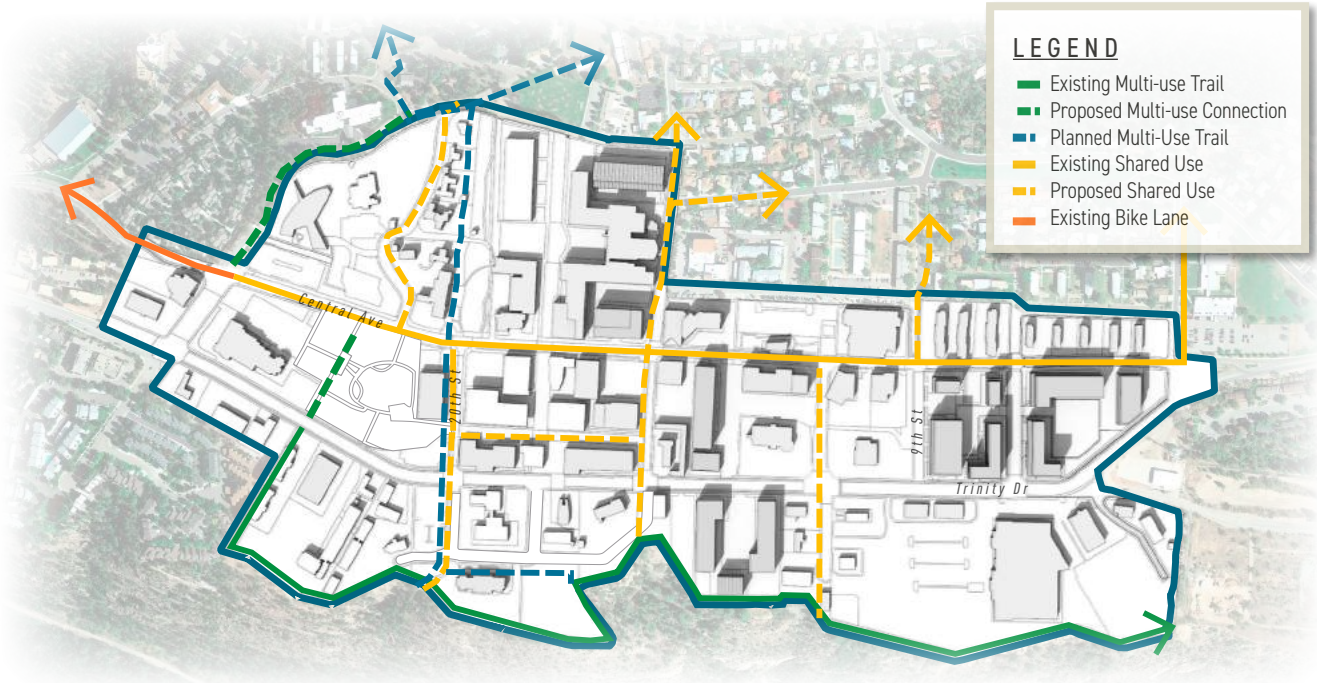 LEGEND
Existing Multi-use Trail
Proposed Multi-use Connection
Planned Multi-Use Trail
Existing Shared Use
Proposed Shared Use
Existing Bike Lane
Central Ave
20th St
9th St
Trinity Dr